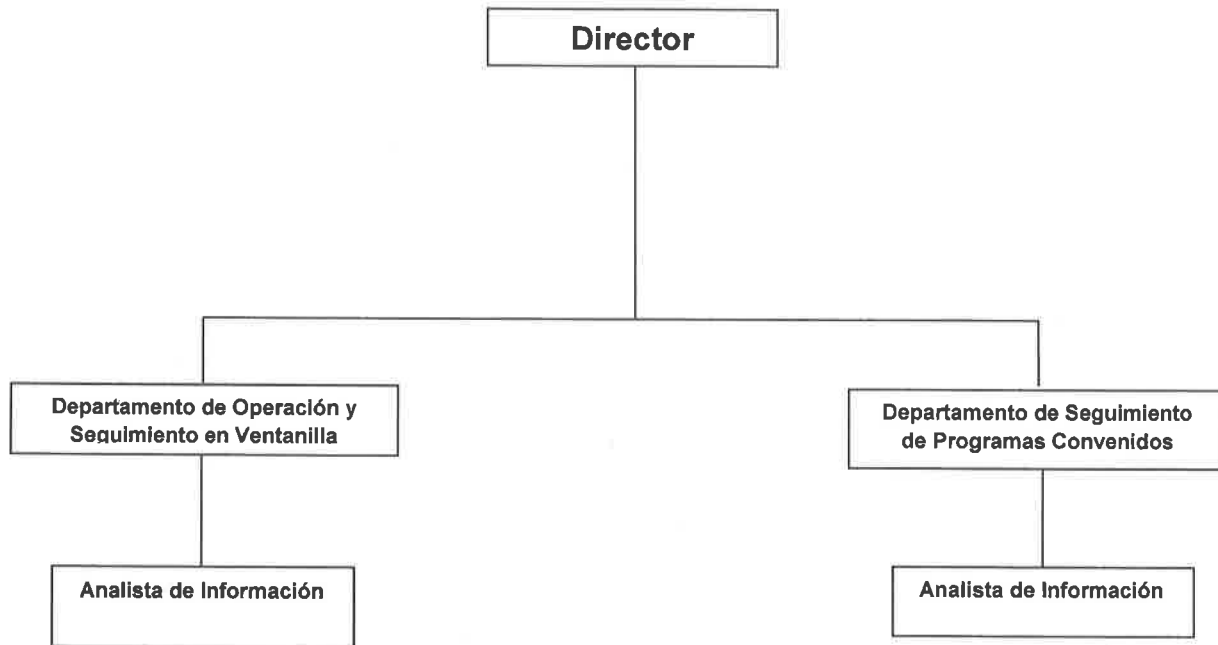 Director
Departamento de Operación y
Seguimiento en Ventanilla
Departamento de Seguimiento
de Programas Convenidos
Analista de Información
Analista de Información